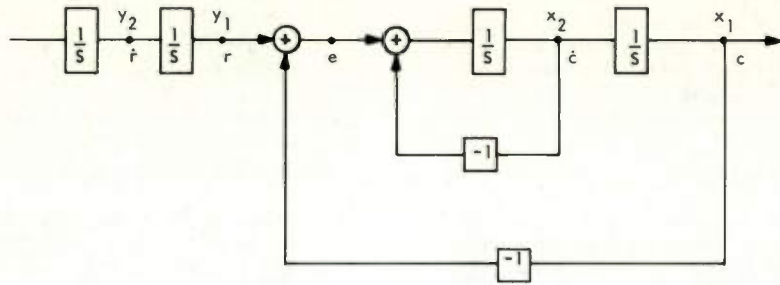 y₂ y₁ x₂ x₁
1/S 1/S + + 1/S 1/S
ṙ r e ċ c
-1
-1